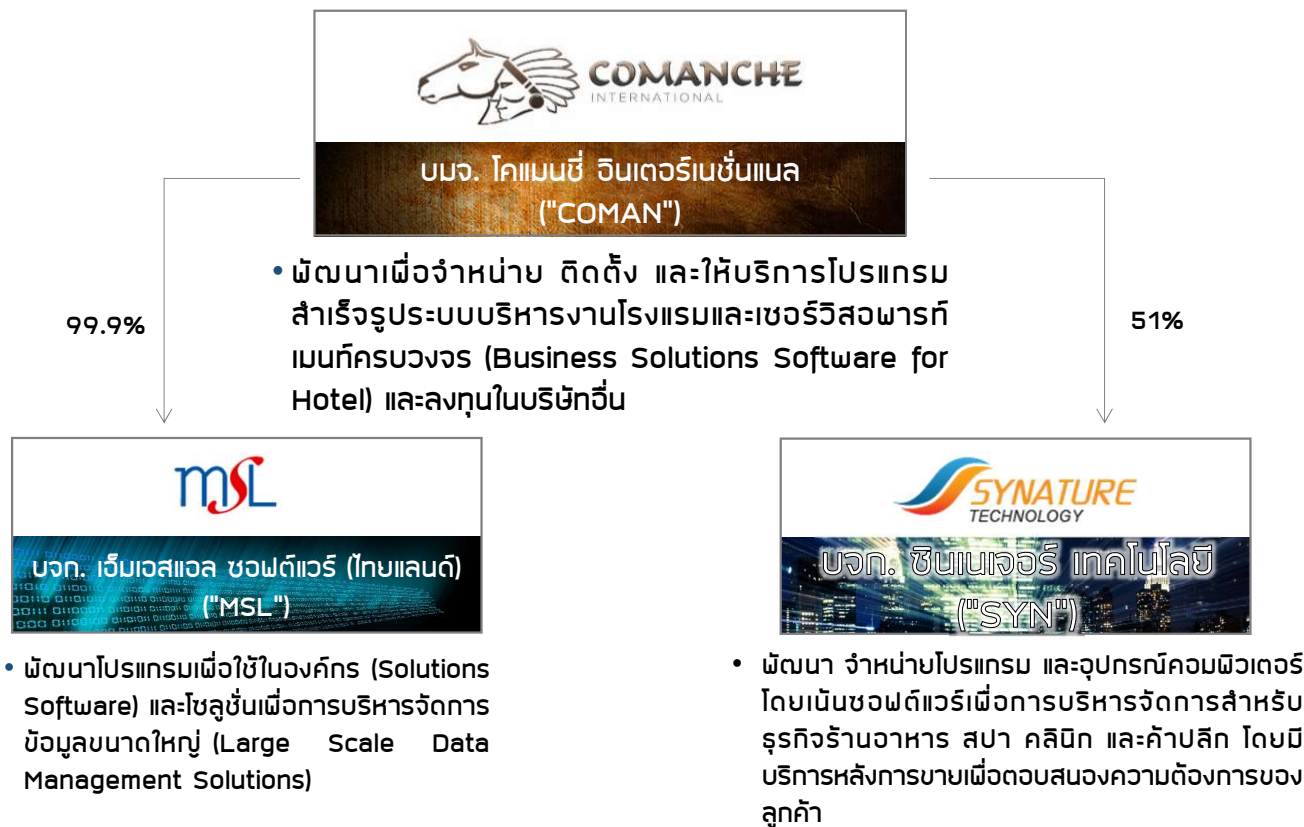 COMANCHE
INTERNATIONAL
บมจ. โคแมนชี่ อินเตอร์เนชั่นแนล
("COMAN")
• พัฒนาเพื่อจำหน่าย ติดตั้ง และให้บริการโปรแกรม
สำเร็จรูประบบบริหารงานโรงแรมและเซอร์วิสอพารท์
เมนท์ครบวงจร (Business Solutions Software for
Hotel) และลงทุนในบริษัทอื่น
99.9%
51%
msL
บจก. เอ็มเอสแอล ซอฟต์แวร์ (ไทยแลนด์)
("MSL")
• พัฒนาโปรแกรมเพื่อใช้ในองค์กร (Solutions
Software) และโซลูชั่นเพื่อการบริหารจัดการ
ข้อมูลขนาดใหญ่ (Large Scale Data
Management Solutions)
SYNATURE
TECHNOLOGY
บจก. ซินเนเจอร์ เทคโนโลยี
("SYN")
• พัฒนา จำหน่ายโปรแกรม และอุปกรณ์คอมพิวเตอร์
โดยเน้นซอฟต์แวร์เพื่อการบริหารจัดการสำหรับ
ธุรกิจร้านอาหาร สปา คลินิก และค้าปลีก โดยมี
บริการหลังการขายเพื่อตอบสนองความต้องการของ
ลูกค้า